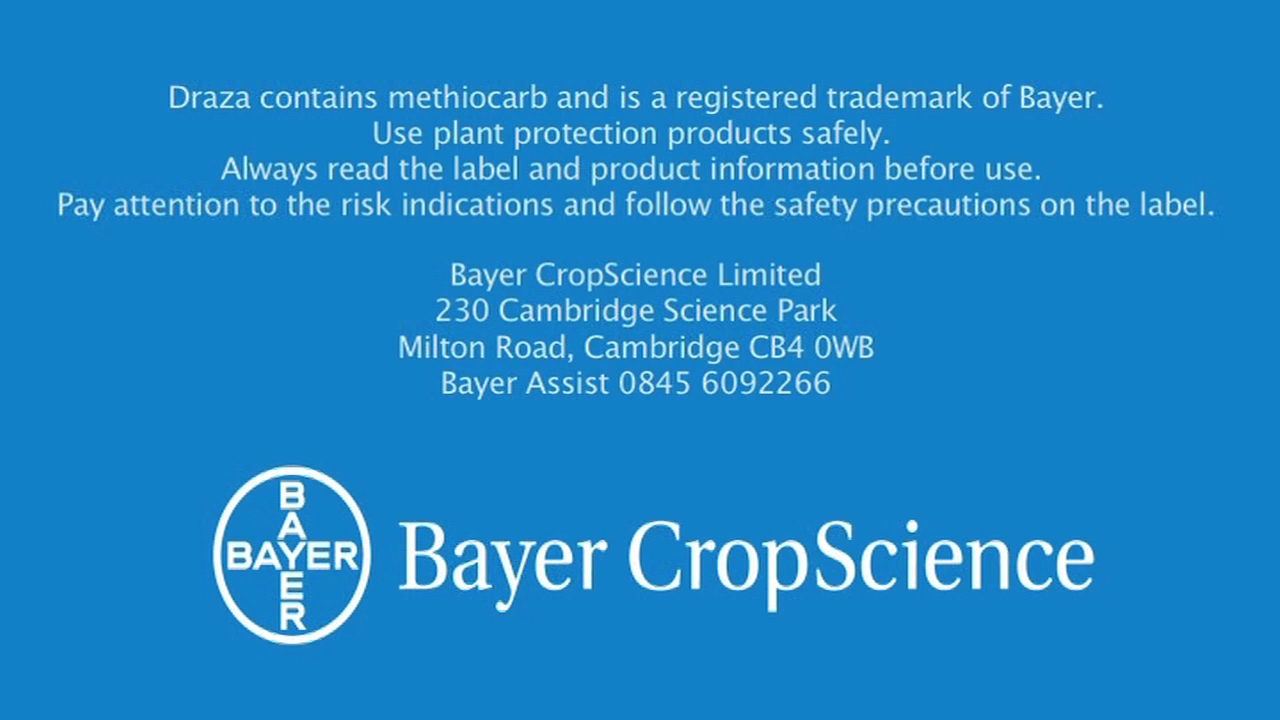 Draza contains methiocarb and is a registered trademark of Bayer.
Use plant protection products safely.
Always read the label and product information before use.
Pay attention to the risk indications and follow the safety precautions on the label.
Bayer CropScience Limited
230 Cambridge Science Park
Milton Road, Cambridge CB4 0WB
Bayer Assist 0845 6092266
BAYER
BAYER
Bayer CropScience